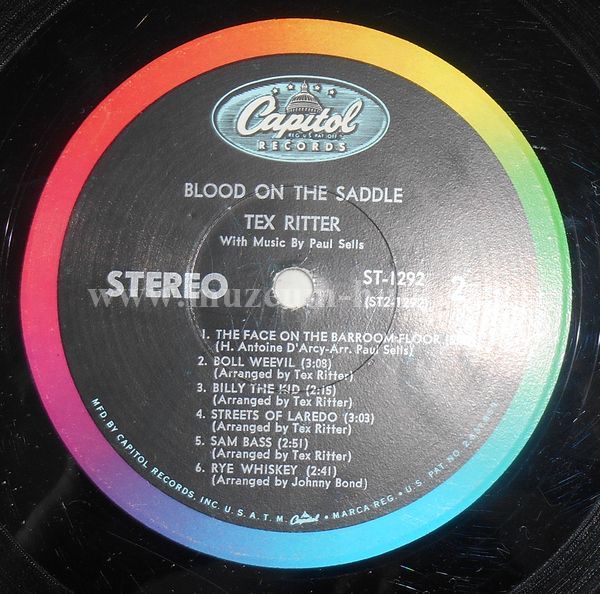 Capitol
REG. U.S. PAT. OFF.
RECORDS
BLOOD ON THE SADDLE
TEX RITTER
With Music By Paul Sells
STEREO
ST-1292
2
(ST2-1292)
1. THE FACE ON THE BARROOM FLOOR
(H. Antoine D'Arcy-Arr. Paul Sells)
2. BOLL WEEVIL (3:08)
(Arranged by Tex Ritter)
3. BILLY THE KID (2:15)
(Arranged by Tex Ritter)
4. STREETS OF LAREDO (3:03)
(Arranged by Tex Ritter)
5. SAM BASS (2:51)
(Arranged by Tex Ritter)
6. RYE WHISKEY (2:41)
(Arranged by Johnny Bond)
MFD. BY CAPITOL RECORDS, INC. U.S.A. T.M. Capitol MARCA REG. • U.S. PAT. NO.
www.muzeum-